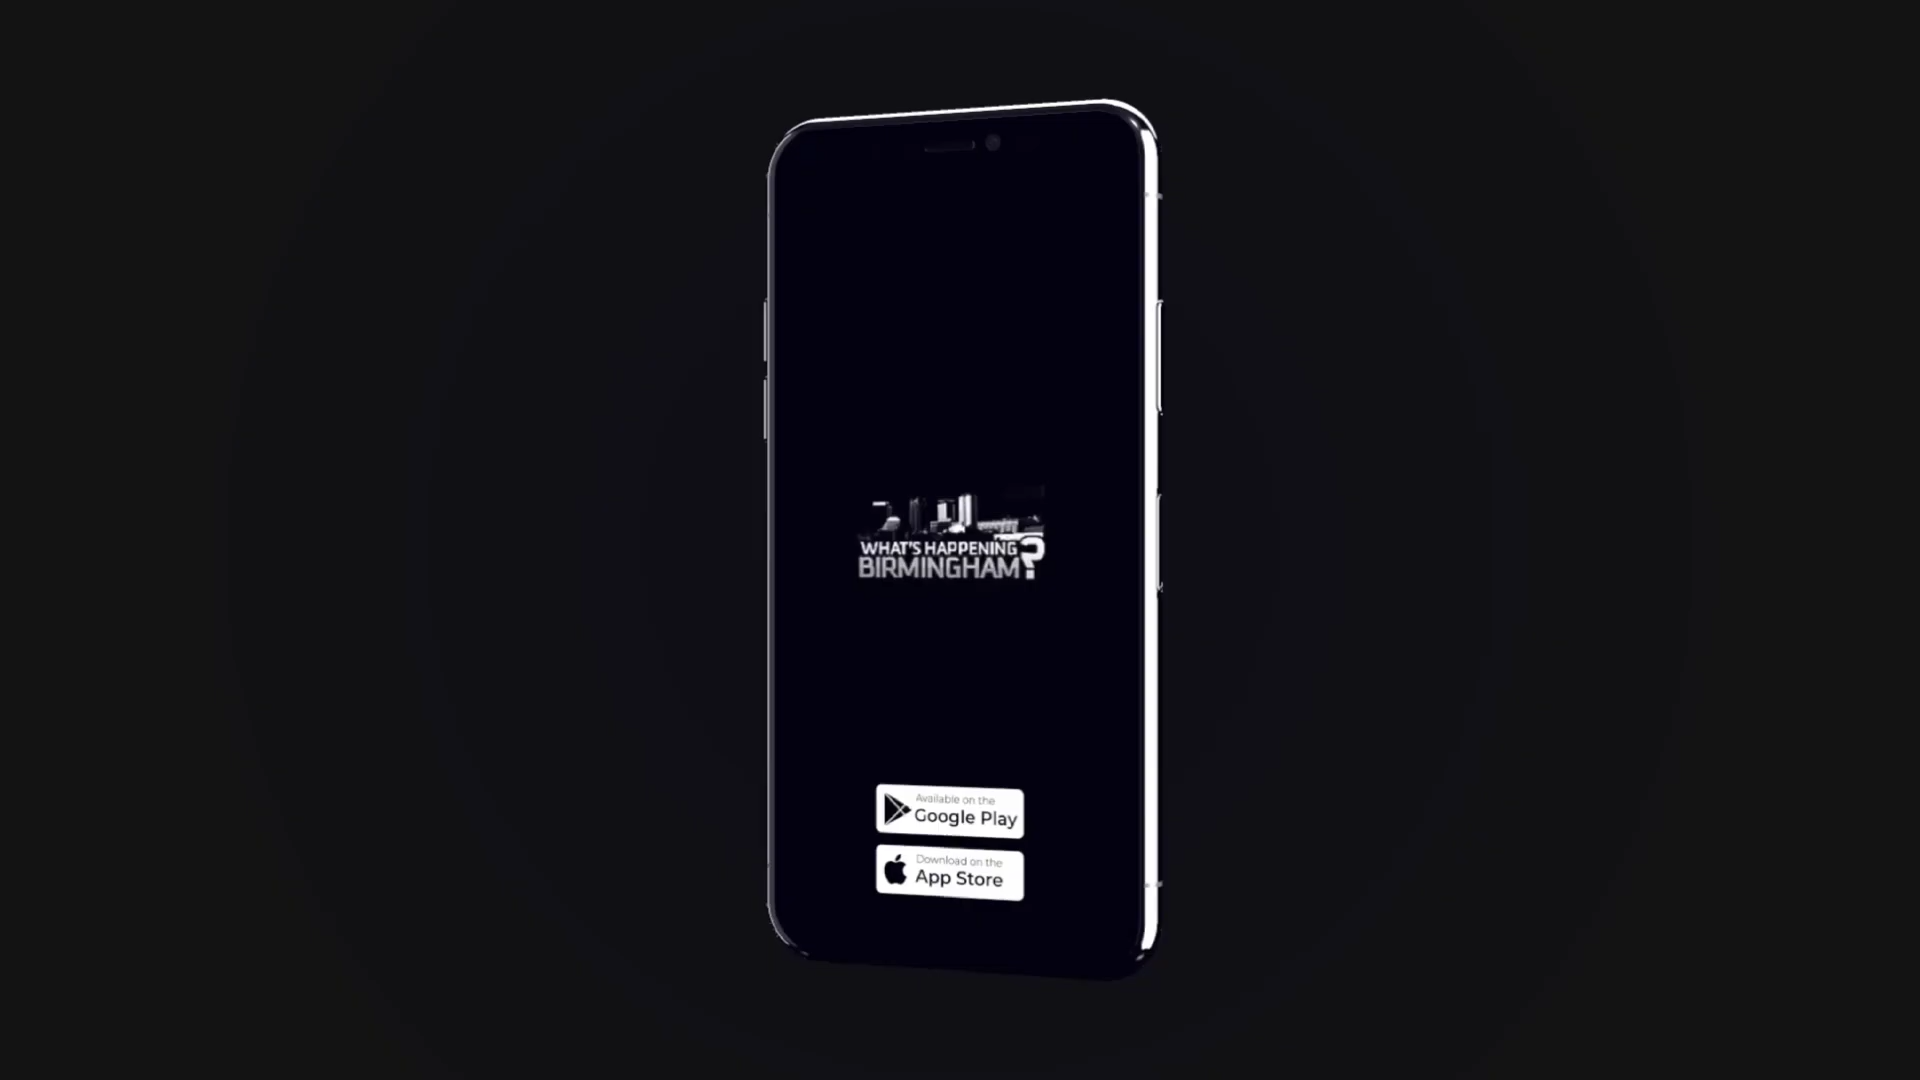 WHAT'S HAPPENING
BIRMINGHAM?
Available on the
Google Play
Download on the
App Store